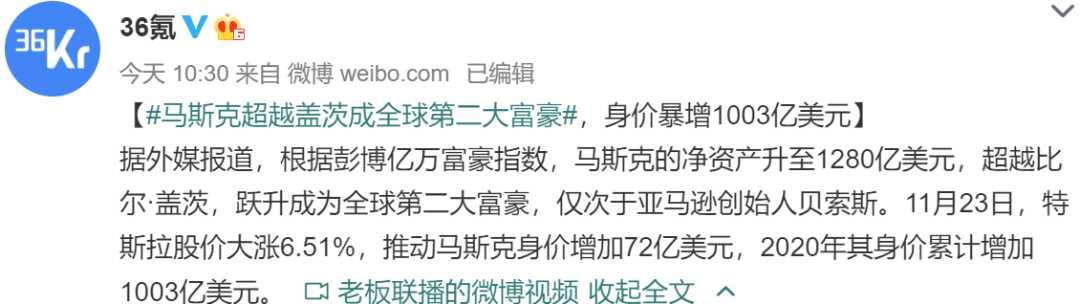 36Kr
36氪
6
今天 10:30 来自 微博 weibo.com 已编辑
【#马斯克超越盖茨成全球第二大富豪#，身价暴增1003亿美元】
据外媒报道，根据彭博亿万富豪指数，马斯克的净资产升至1280亿美元，超越比
尔·盖茨，跃升成为全球第二大富豪，仅次于亚马逊创始人贝索斯。11月23日，特
斯拉股价大涨6.51%，推动马斯克身价增加72亿美元，2020年其身价累计增加
1003亿美元。 老板联播的微博视频 收起全文